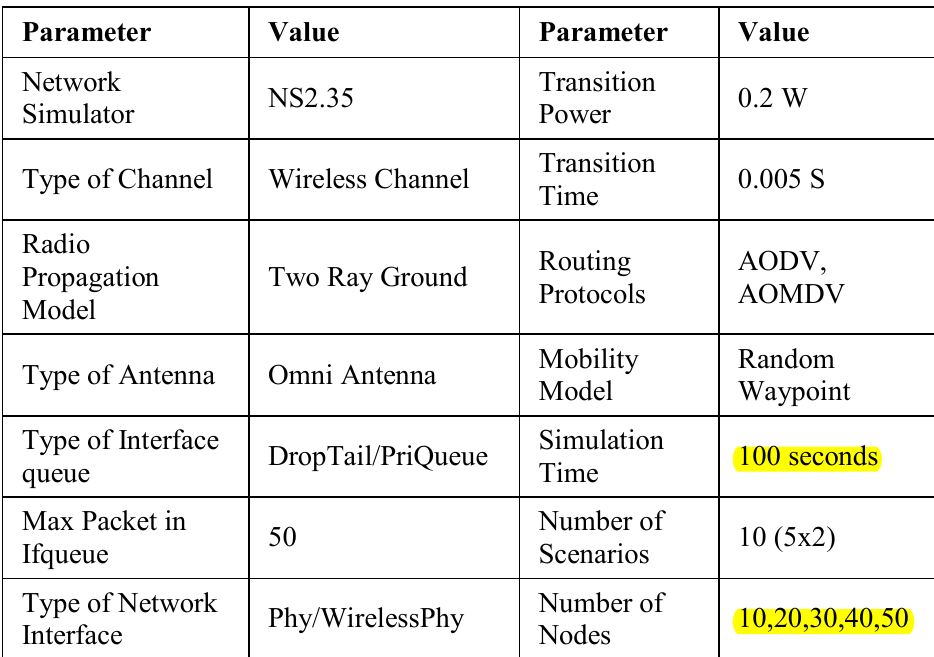 Parameter Value Parameter Value
Network
Simulator
NS2.35
Transition
Power
0.2 W
Type of Channel
Wireless Channel
Transition
Time
0.005 S
Radio
Propagation
Model
Two Ray Ground
Routing
Protocols
AODV,
AOMDV
Type of Antenna
Omni Antenna
Mobility
Model
Random
Waypoint
Type of Interface
queue
DropTail/PriQueue
Simulation
Time
100 seconds
Max Packet in
Ifqueue
50
Number of
Scenarios
10 (5x2)
Type of Network
Interface
Phy/WirelessPhy
Number of
Nodes
10,20,30,40,50